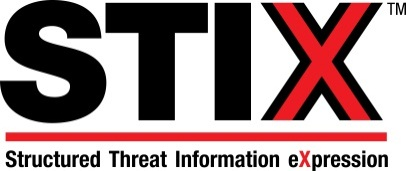 STIX™
Structured Threat Information eXpression